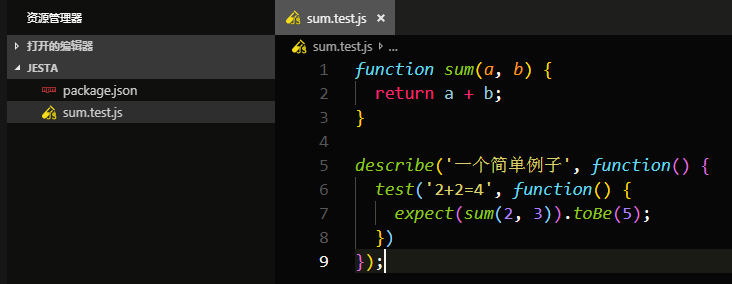 资源管理器
打开的编辑器
JESTA
package.json
sum.test.js
sum.test.js ×
sum.test.js › ...
1 function sum(a, b) {
2   return a + b;
3 }
4
5 describe('一个简单例子', function() {
6   test('2+2=4', function() {
7     expect(sum(2, 3)).toBe(5);
8   })
9 });